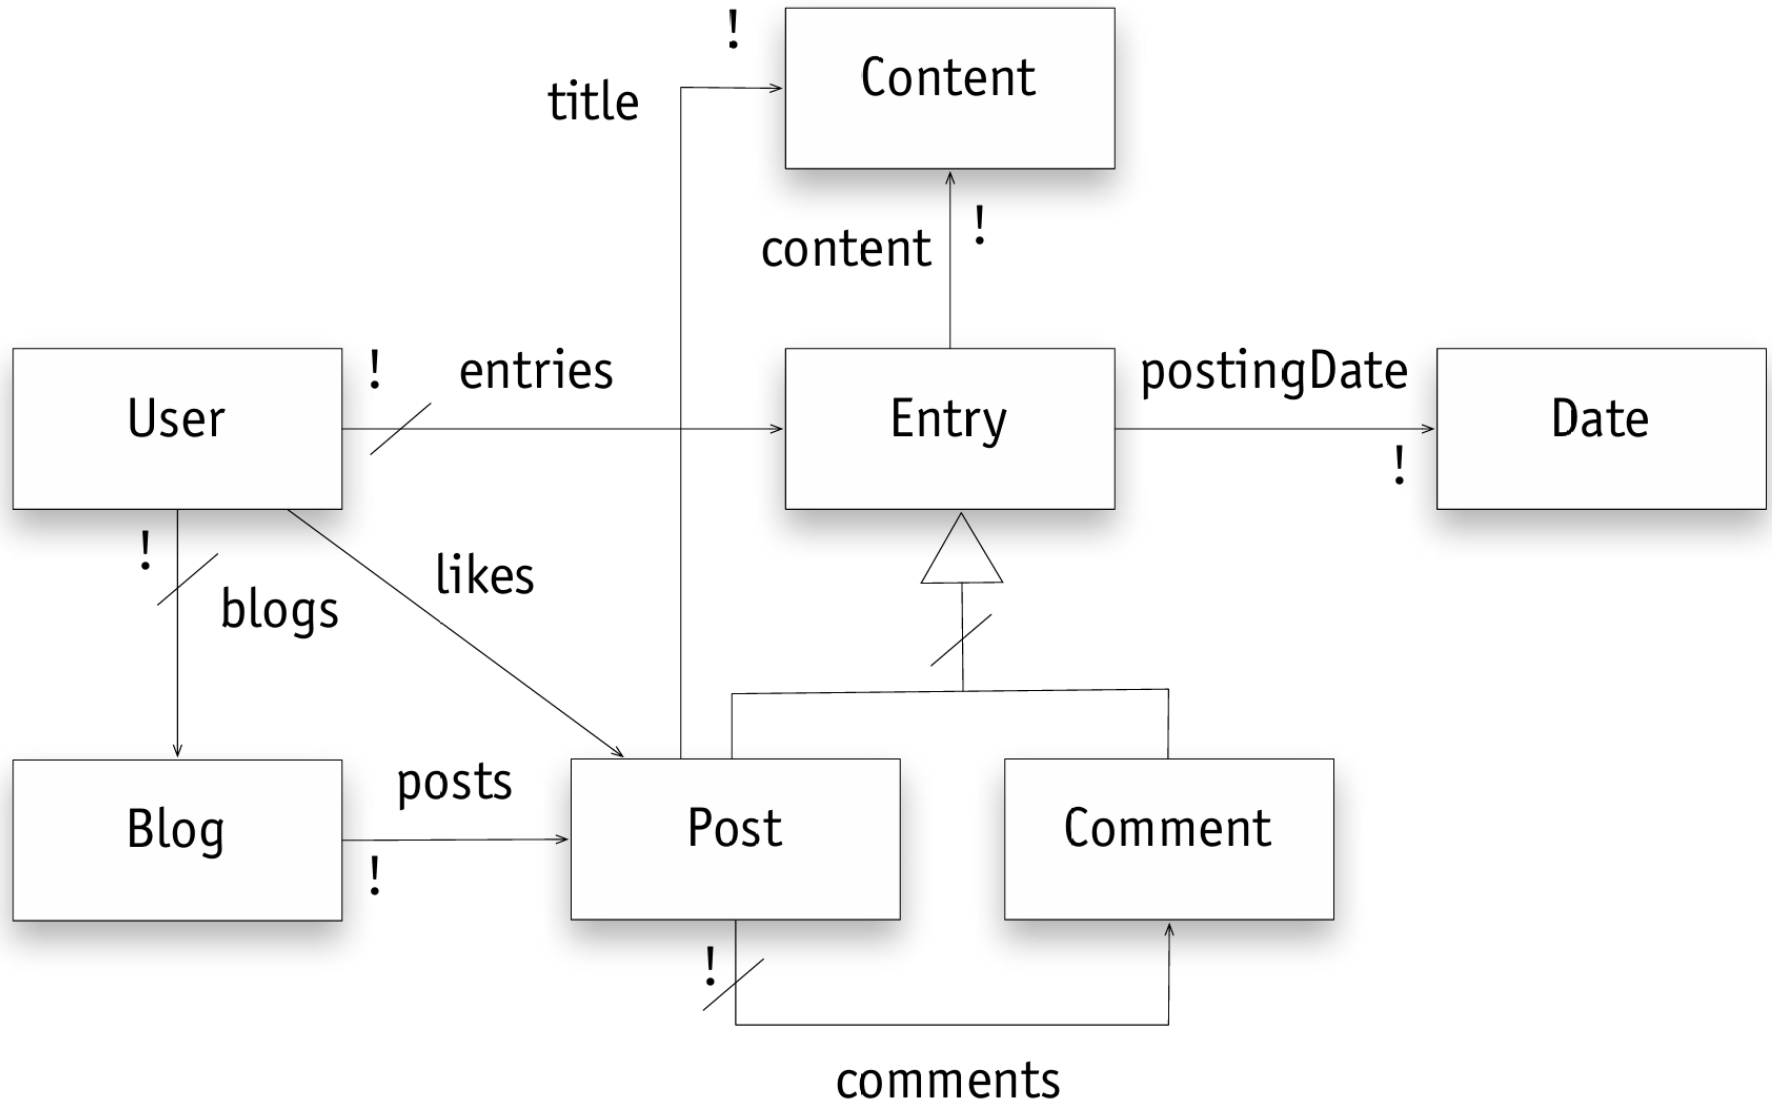 !
Content
title
!
content
User
!
entries
Entry
postingDate
!
Date
!
blogs
likes
Blog
posts
!
Post
Comment
!
comments